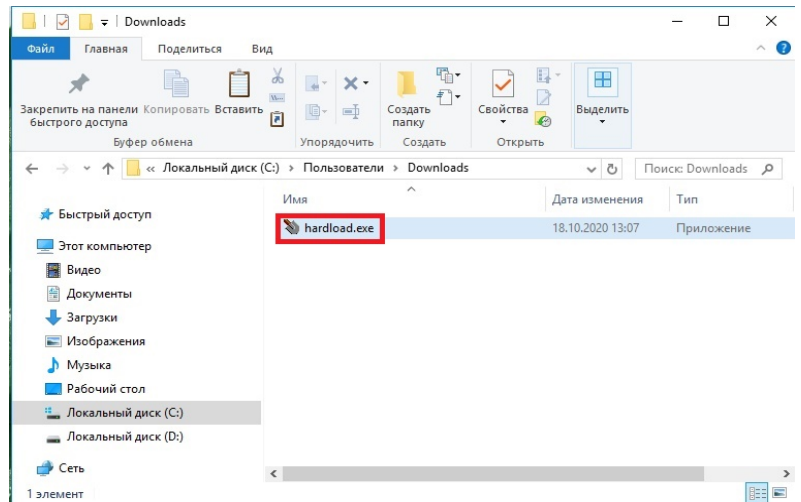 Downloads
Файл Главная Поделиться Вид
Закрепить на панели быстрого доступа
Копировать
Вставить
Создать папку
Свойства
Выделить
Буфер обмена Упорядочить Создать Открыть
« Локальный диск (C:) > Пользователи > Downloads
Поиск: Downloads
Имя Дата изменения Тип
hardload.exe 18.10.2020 13:07 Приложение
Быстрый доступ
Этот компьютер
Видео
Документы
Загрузки
Изображения
Музыка
Рабочий стол
Локальный диск (C:)
Локальный диск (D:)
Сеть
1 элемент